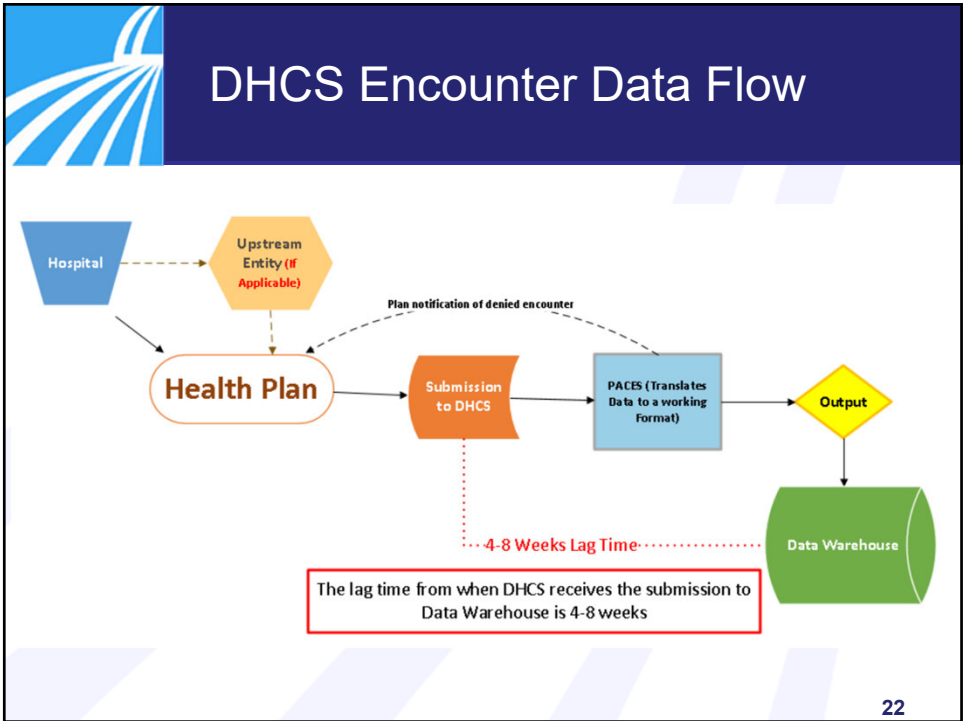 DHCS Encounter Data Flow
Hospital
Upstream
Entity (If
Applicable)
Plan notification of denied encounter
Health Plan
Submission
to DHCS
PACES (Translates
Data to a working
Format)
Output
Data Warehouse
4-8 Weeks Lag Time
The lag time from when DHCS receives the submission to
Data Warehouse is 4-8 weeks
22